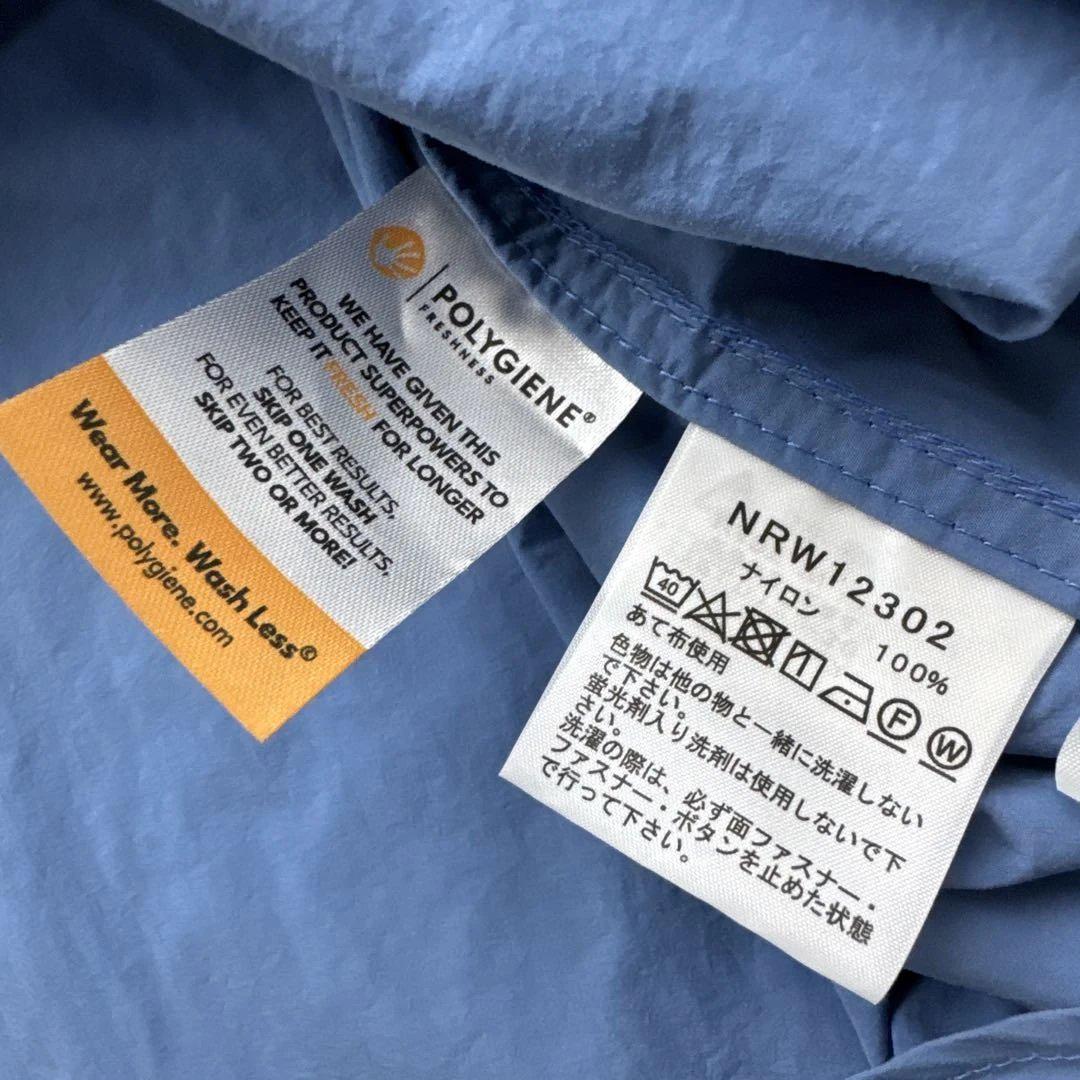 POLYGIENE®
FRESHNESS
WE HAVE GIVEN THIS
PRODUCT SUPERPOWERS TO
KEEP IT FRESH FOR LONGER
FOR BEST RESULTS,
SKIP ONE WASH
FOR EVEN BETTER RESULTS,
SKIP TWO OR MORE!
Wear More. Wash Less®
www.polygiene.com
NRW12302
ナイロン 100%
40
F
W
あて布使用
色物は他の物と一緒に洗濯しない
で下さい。
蛍光剤入り洗剤は使用しないで下
さい。
洗濯の際は、必ず面ファスナー・
ファスナー・ボタンを止めた状態
で行って下さい。